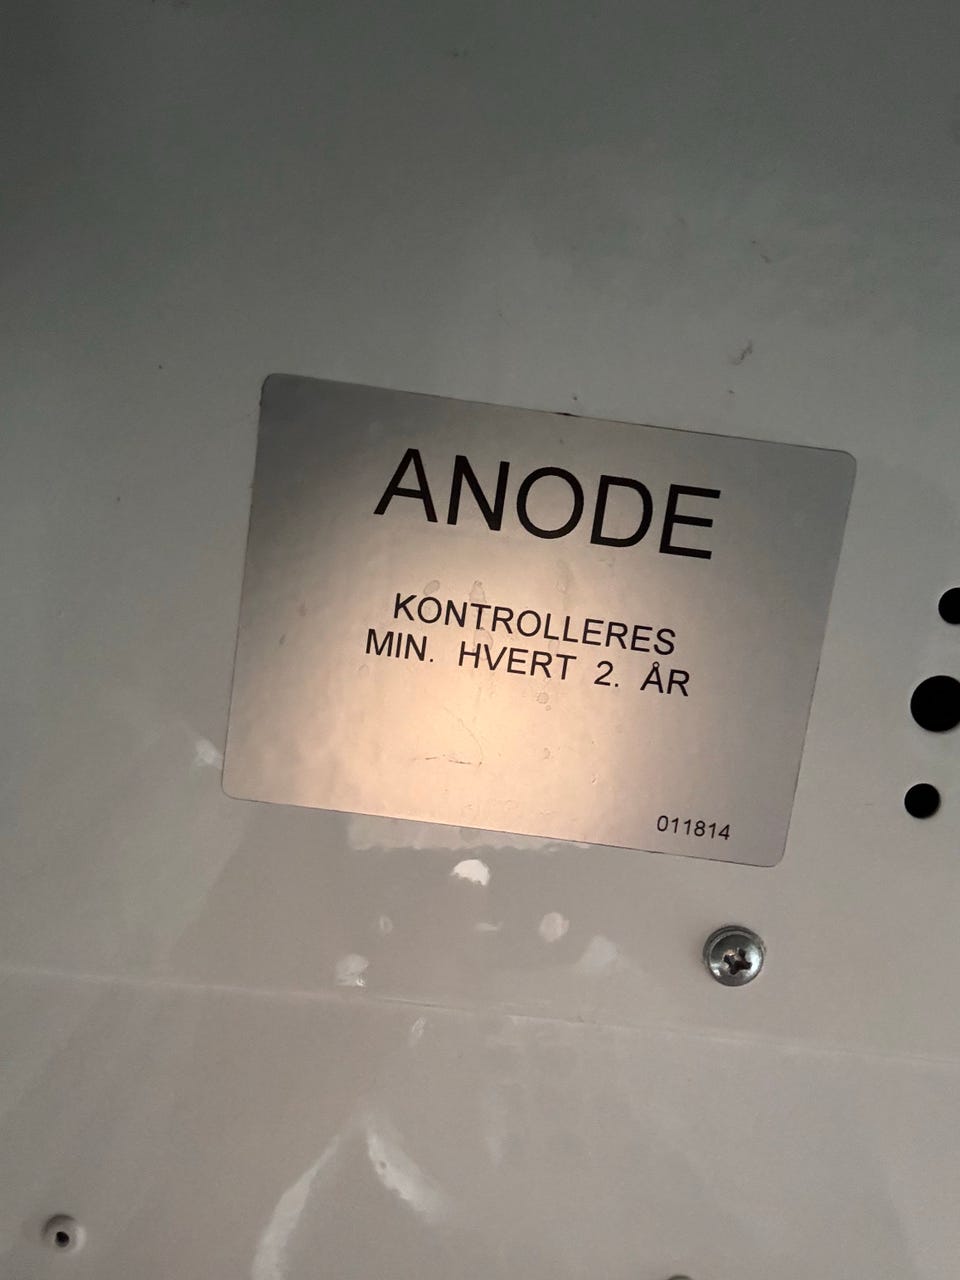 ANODE
KONTROLLERES
MIN. HVERT 2. ÅR
011814